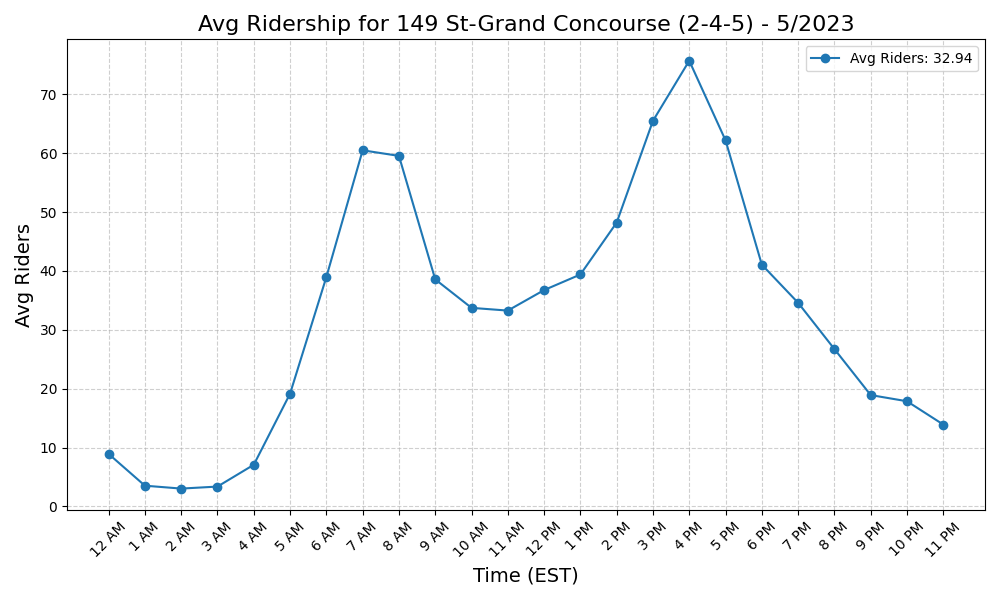 Avg Ridership for 149 St-Grand Concourse (2-4-5) - 5/2023
Avg Riders: 32.94
Avg Riders
70
60
50
40
30
20
10
0
12 AM
1 AM
2 AM
3 AM
4 AM
5 AM
6 AM
7 AM
8 AM
9 AM
10 AM
11 AM
12 PM
1 PM
2 PM
3 PM
4 PM
5 PM
6 PM
7 PM
8 PM
9 PM
10 PM
11 PM
Time (EST)